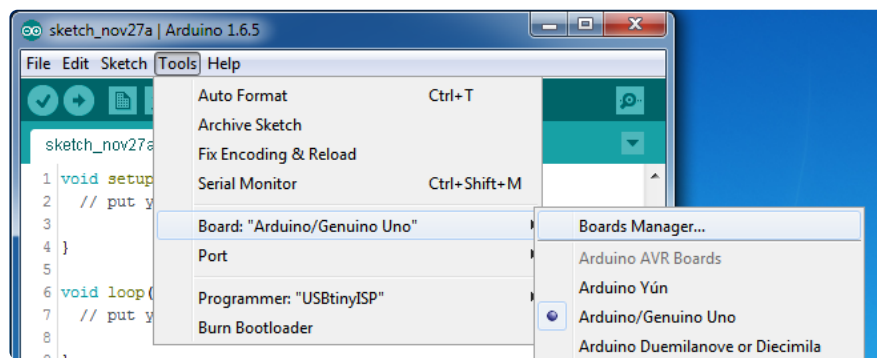 sketch_nov27a | Arduino 1.6.5
File Edit Sketch Tools Help
Auto Format Ctrl+T
Archive Sketch
Fix Encoding & Reload
Serial Monitor Ctrl+Shift+M
Board: "Arduino/Genuino Uno"
Port
Programmer: "USBtinyISP"
Burn Bootloader
Boards Manager...
Arduino AVR Boards
Arduino Yún
Arduino/Genuino Uno
Arduino Duemilanove or Diecimila
sketch_nov27a
1 void setup
2 // put y
3
4 }
5
6 void loop(
7 // put y
8